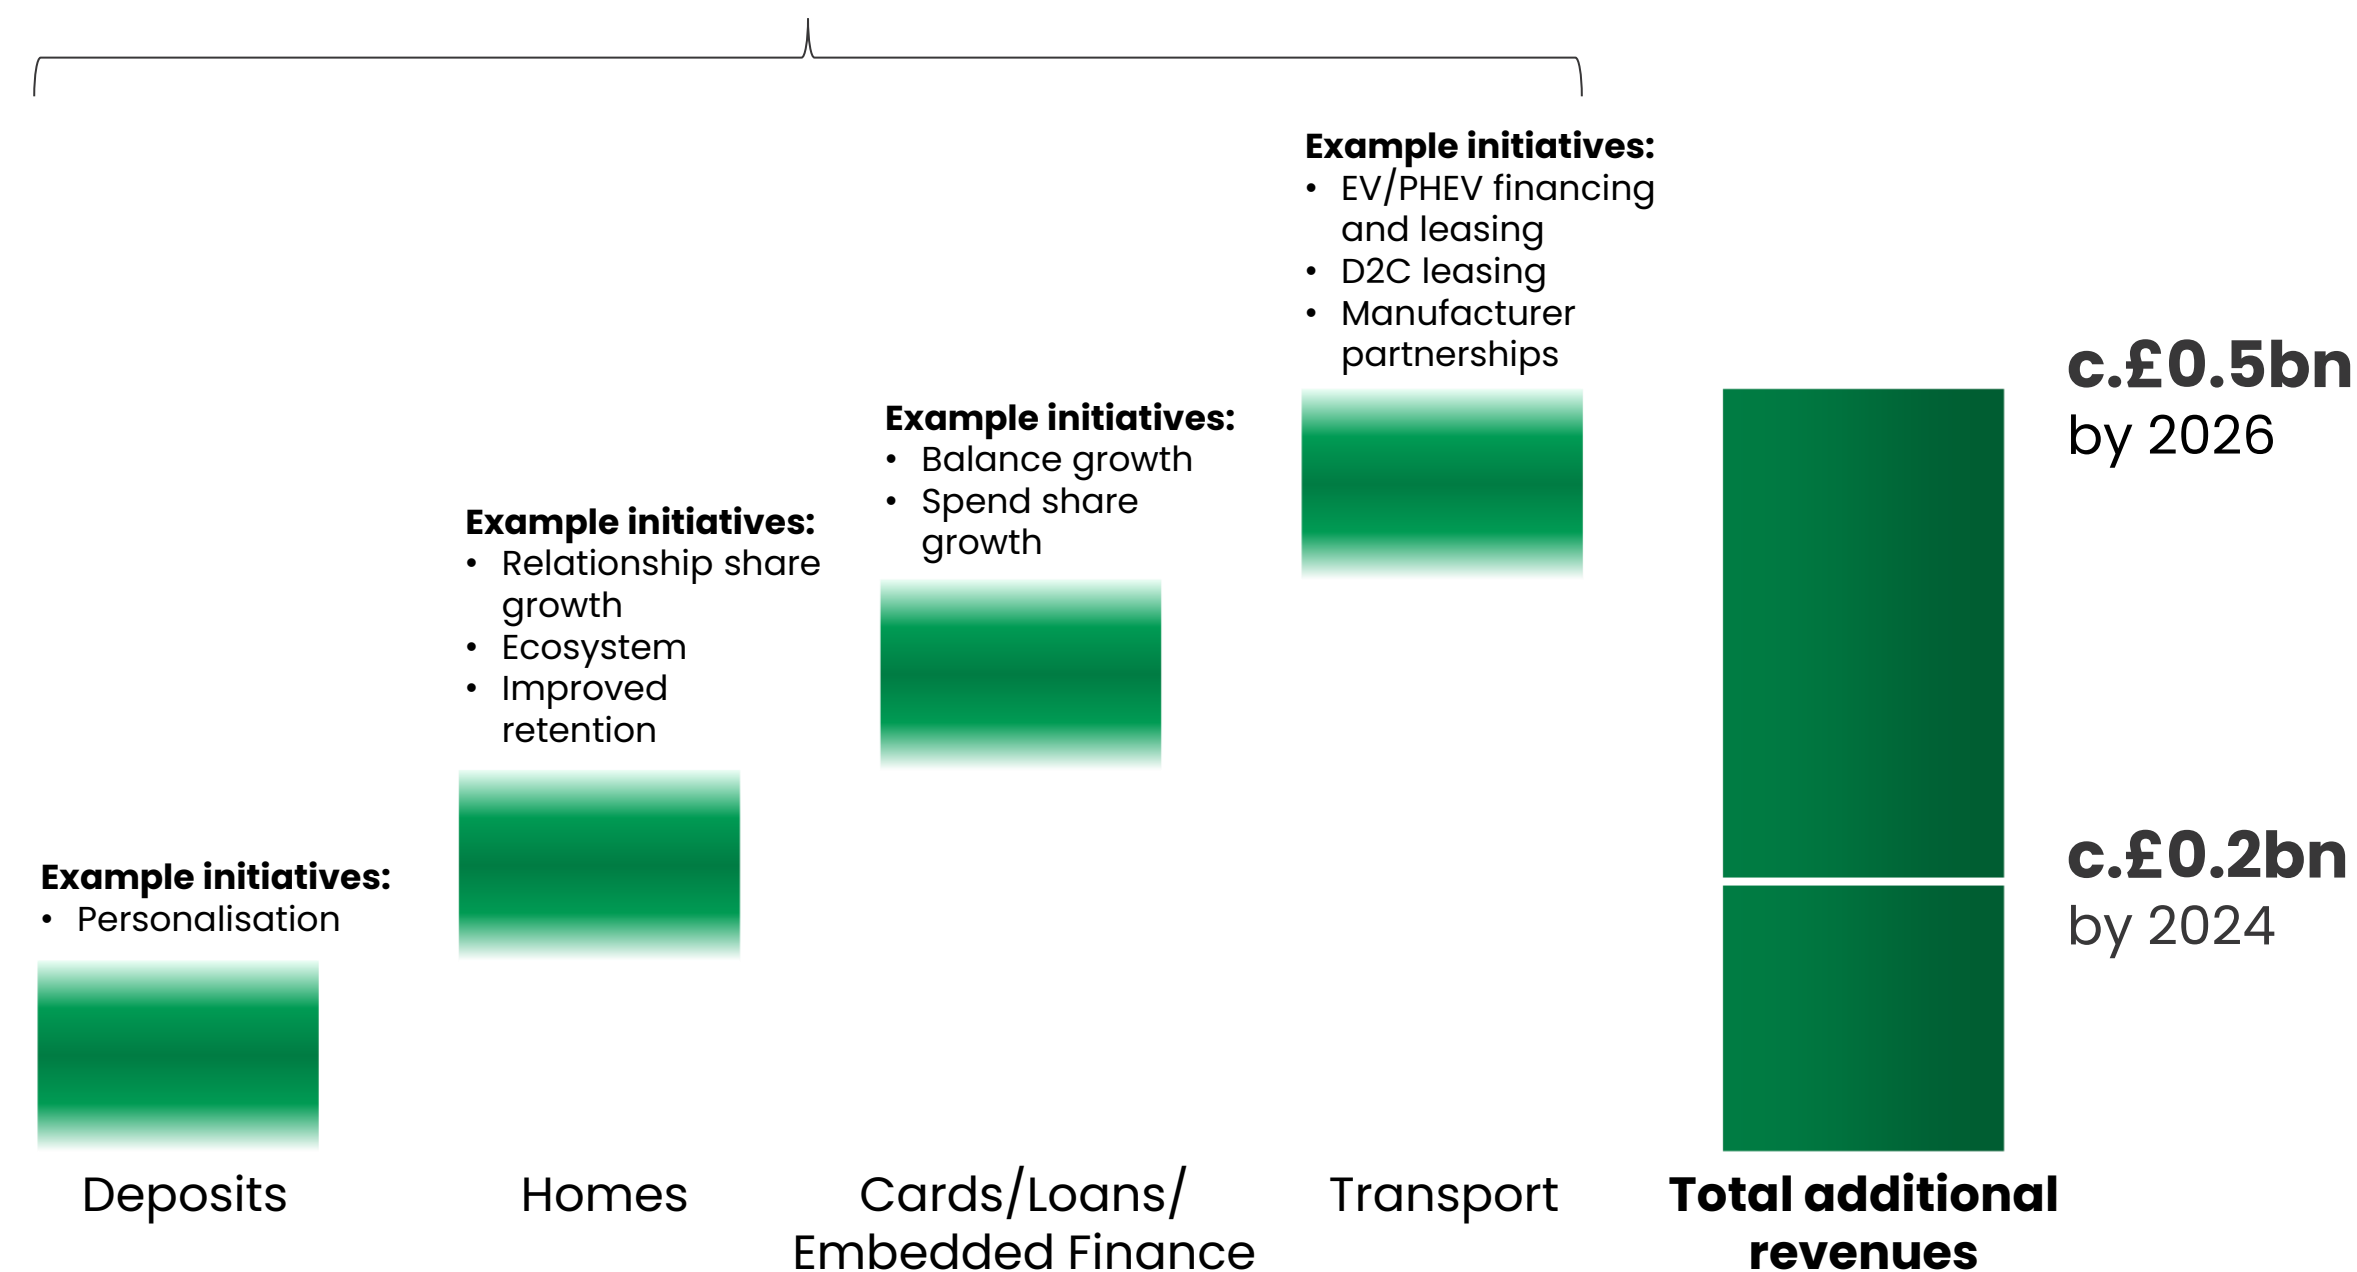 Example initiatives:
• EV/PHEV financing
and leasing
• D2C leasing
• Manufacturer
partnerships
Example initiatives:
• Balance growth
• Spend share
growth
Example initiatives:
• Relationship share
growth
• Ecosystem
• Improved
retention
Example initiatives:
• Personalisation
c.£0.5bn
by 2026
c.£0.2bn
by 2024
Deposits
Homes
Cards/Loans/
Embedded Finance
Transport
Total additional
revenues